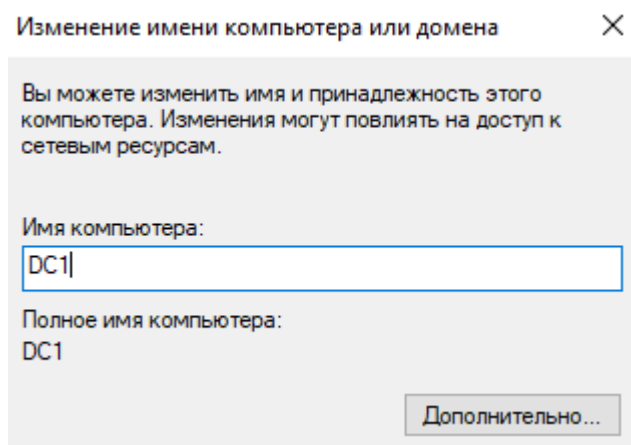 Изменение имени компьютера или домена
Вы можете изменить имя и принадлежность этого
компьютера. Изменения могут повлиять на доступ к
сетевым ресурсам.
Имя компьютера:
DC1
Полное имя компьютера:
DC1
Дополнительно...